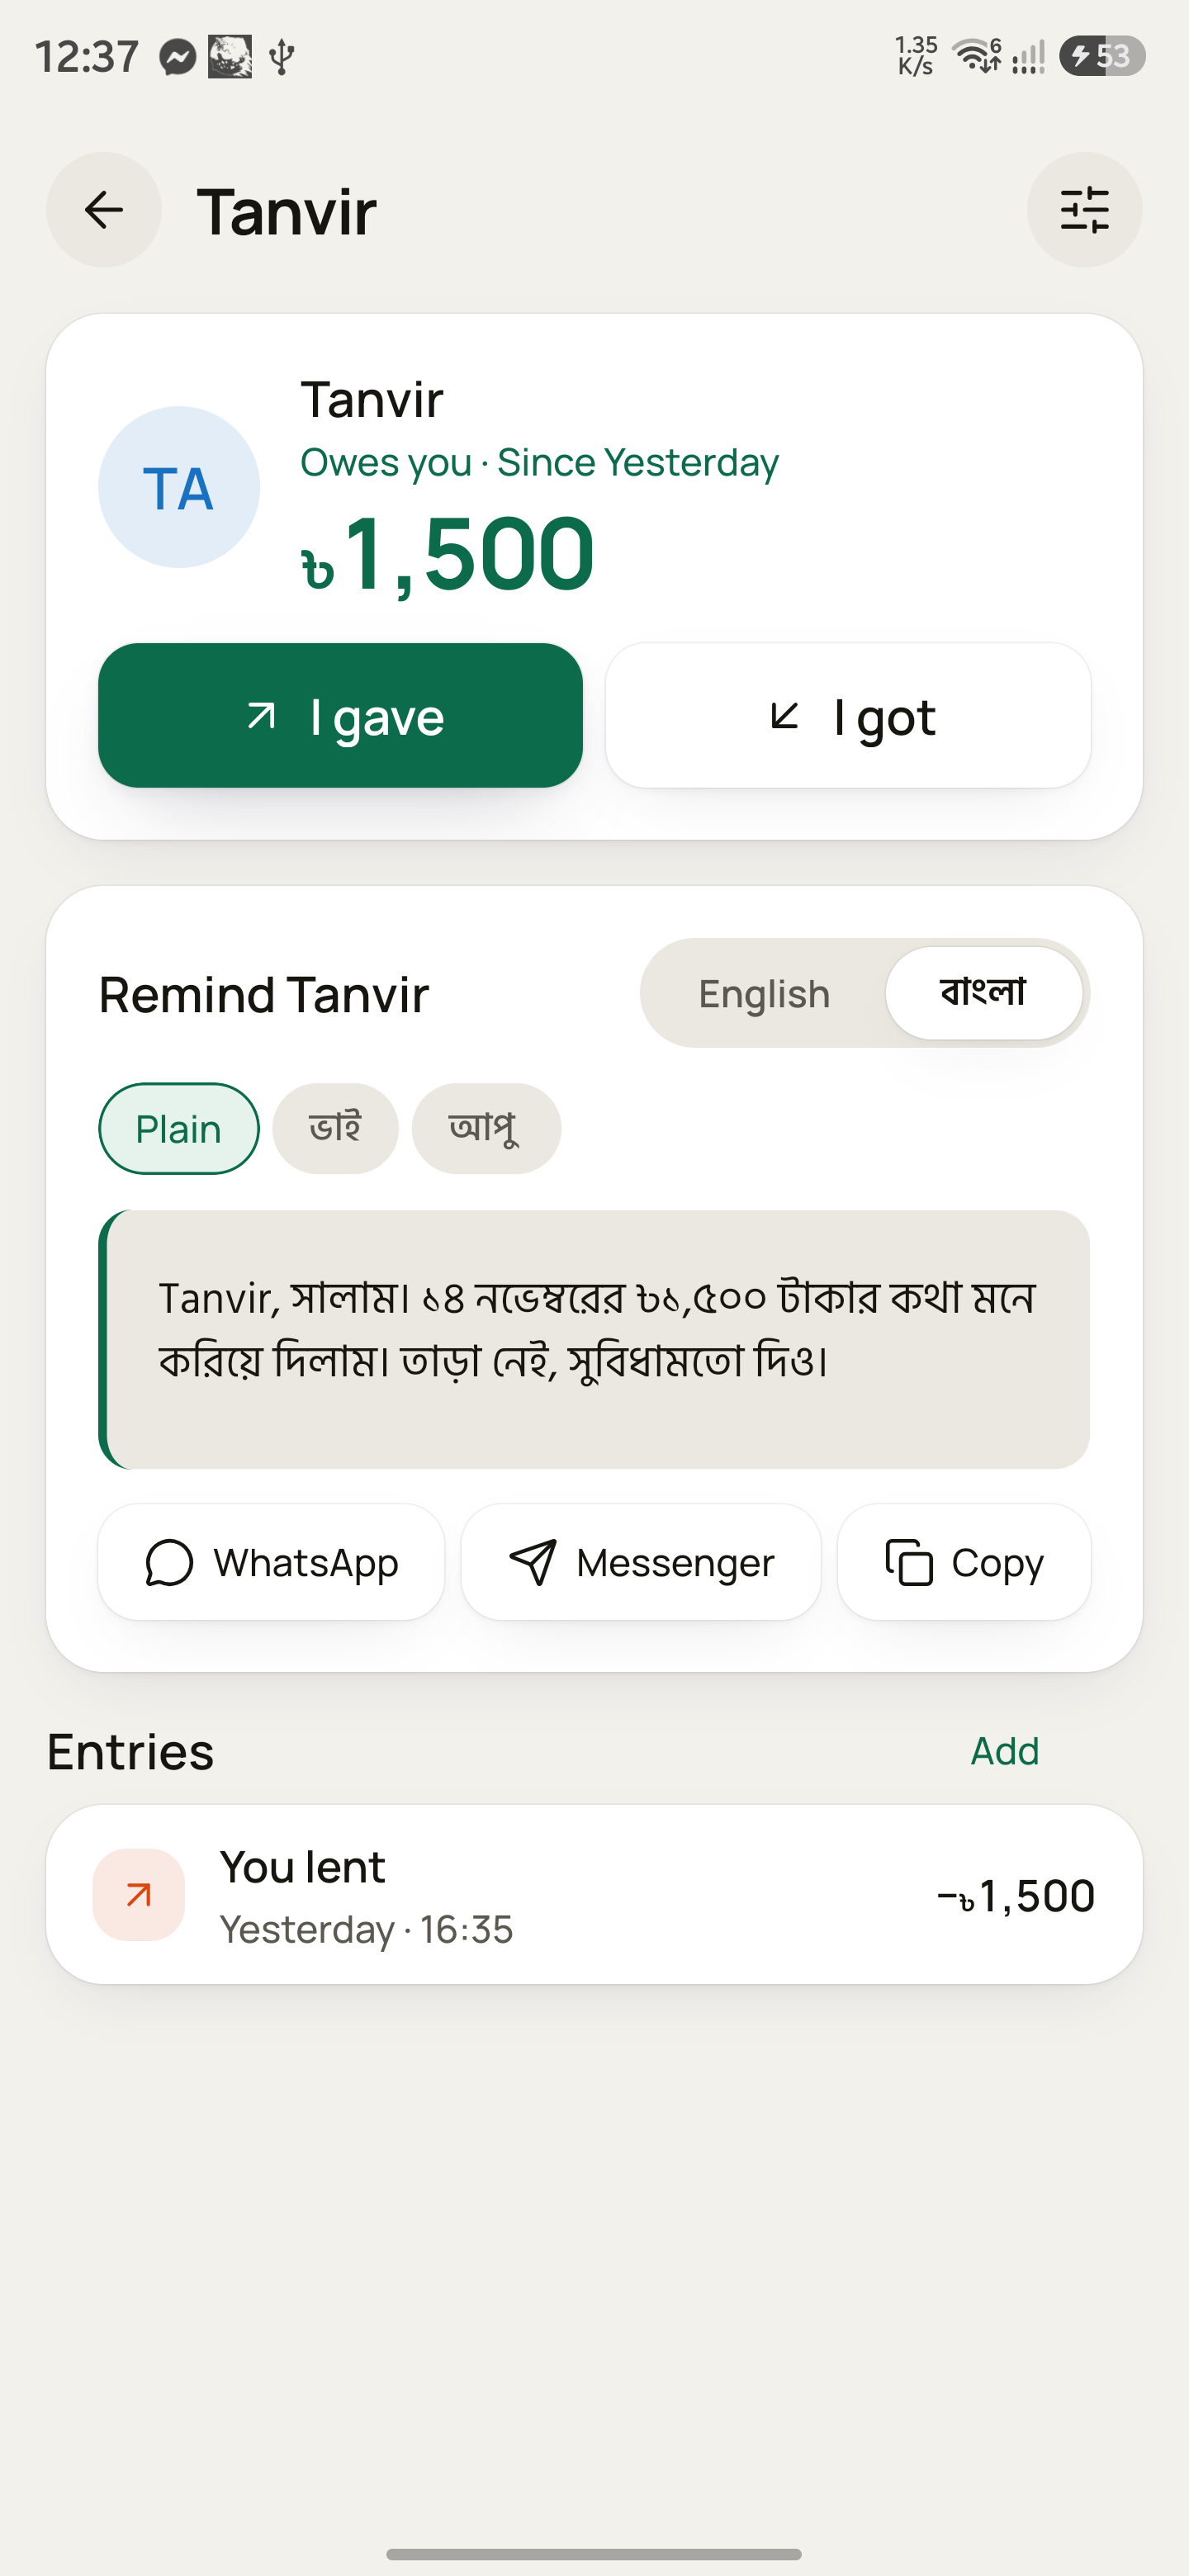 12:37
1.35 K/s
6
53
Tanvir
TA
Tanvir
Owes you · Since Yesterday
৳1,500
I gave
I got
Remind Tanvir
English
বাংলা
Plain
ভাই
আপু
Tanvir, সালাম। ১৪ নভেম্বরের ৳১,৫০০ টাকার কথা মনে
করিয়ে দিলাম। তাড়া নেই, সুবিধামতো দিও।
WhatsApp
Messenger
Copy
Entries
Add
You lent
Yesterday · 16:35
−৳1,500